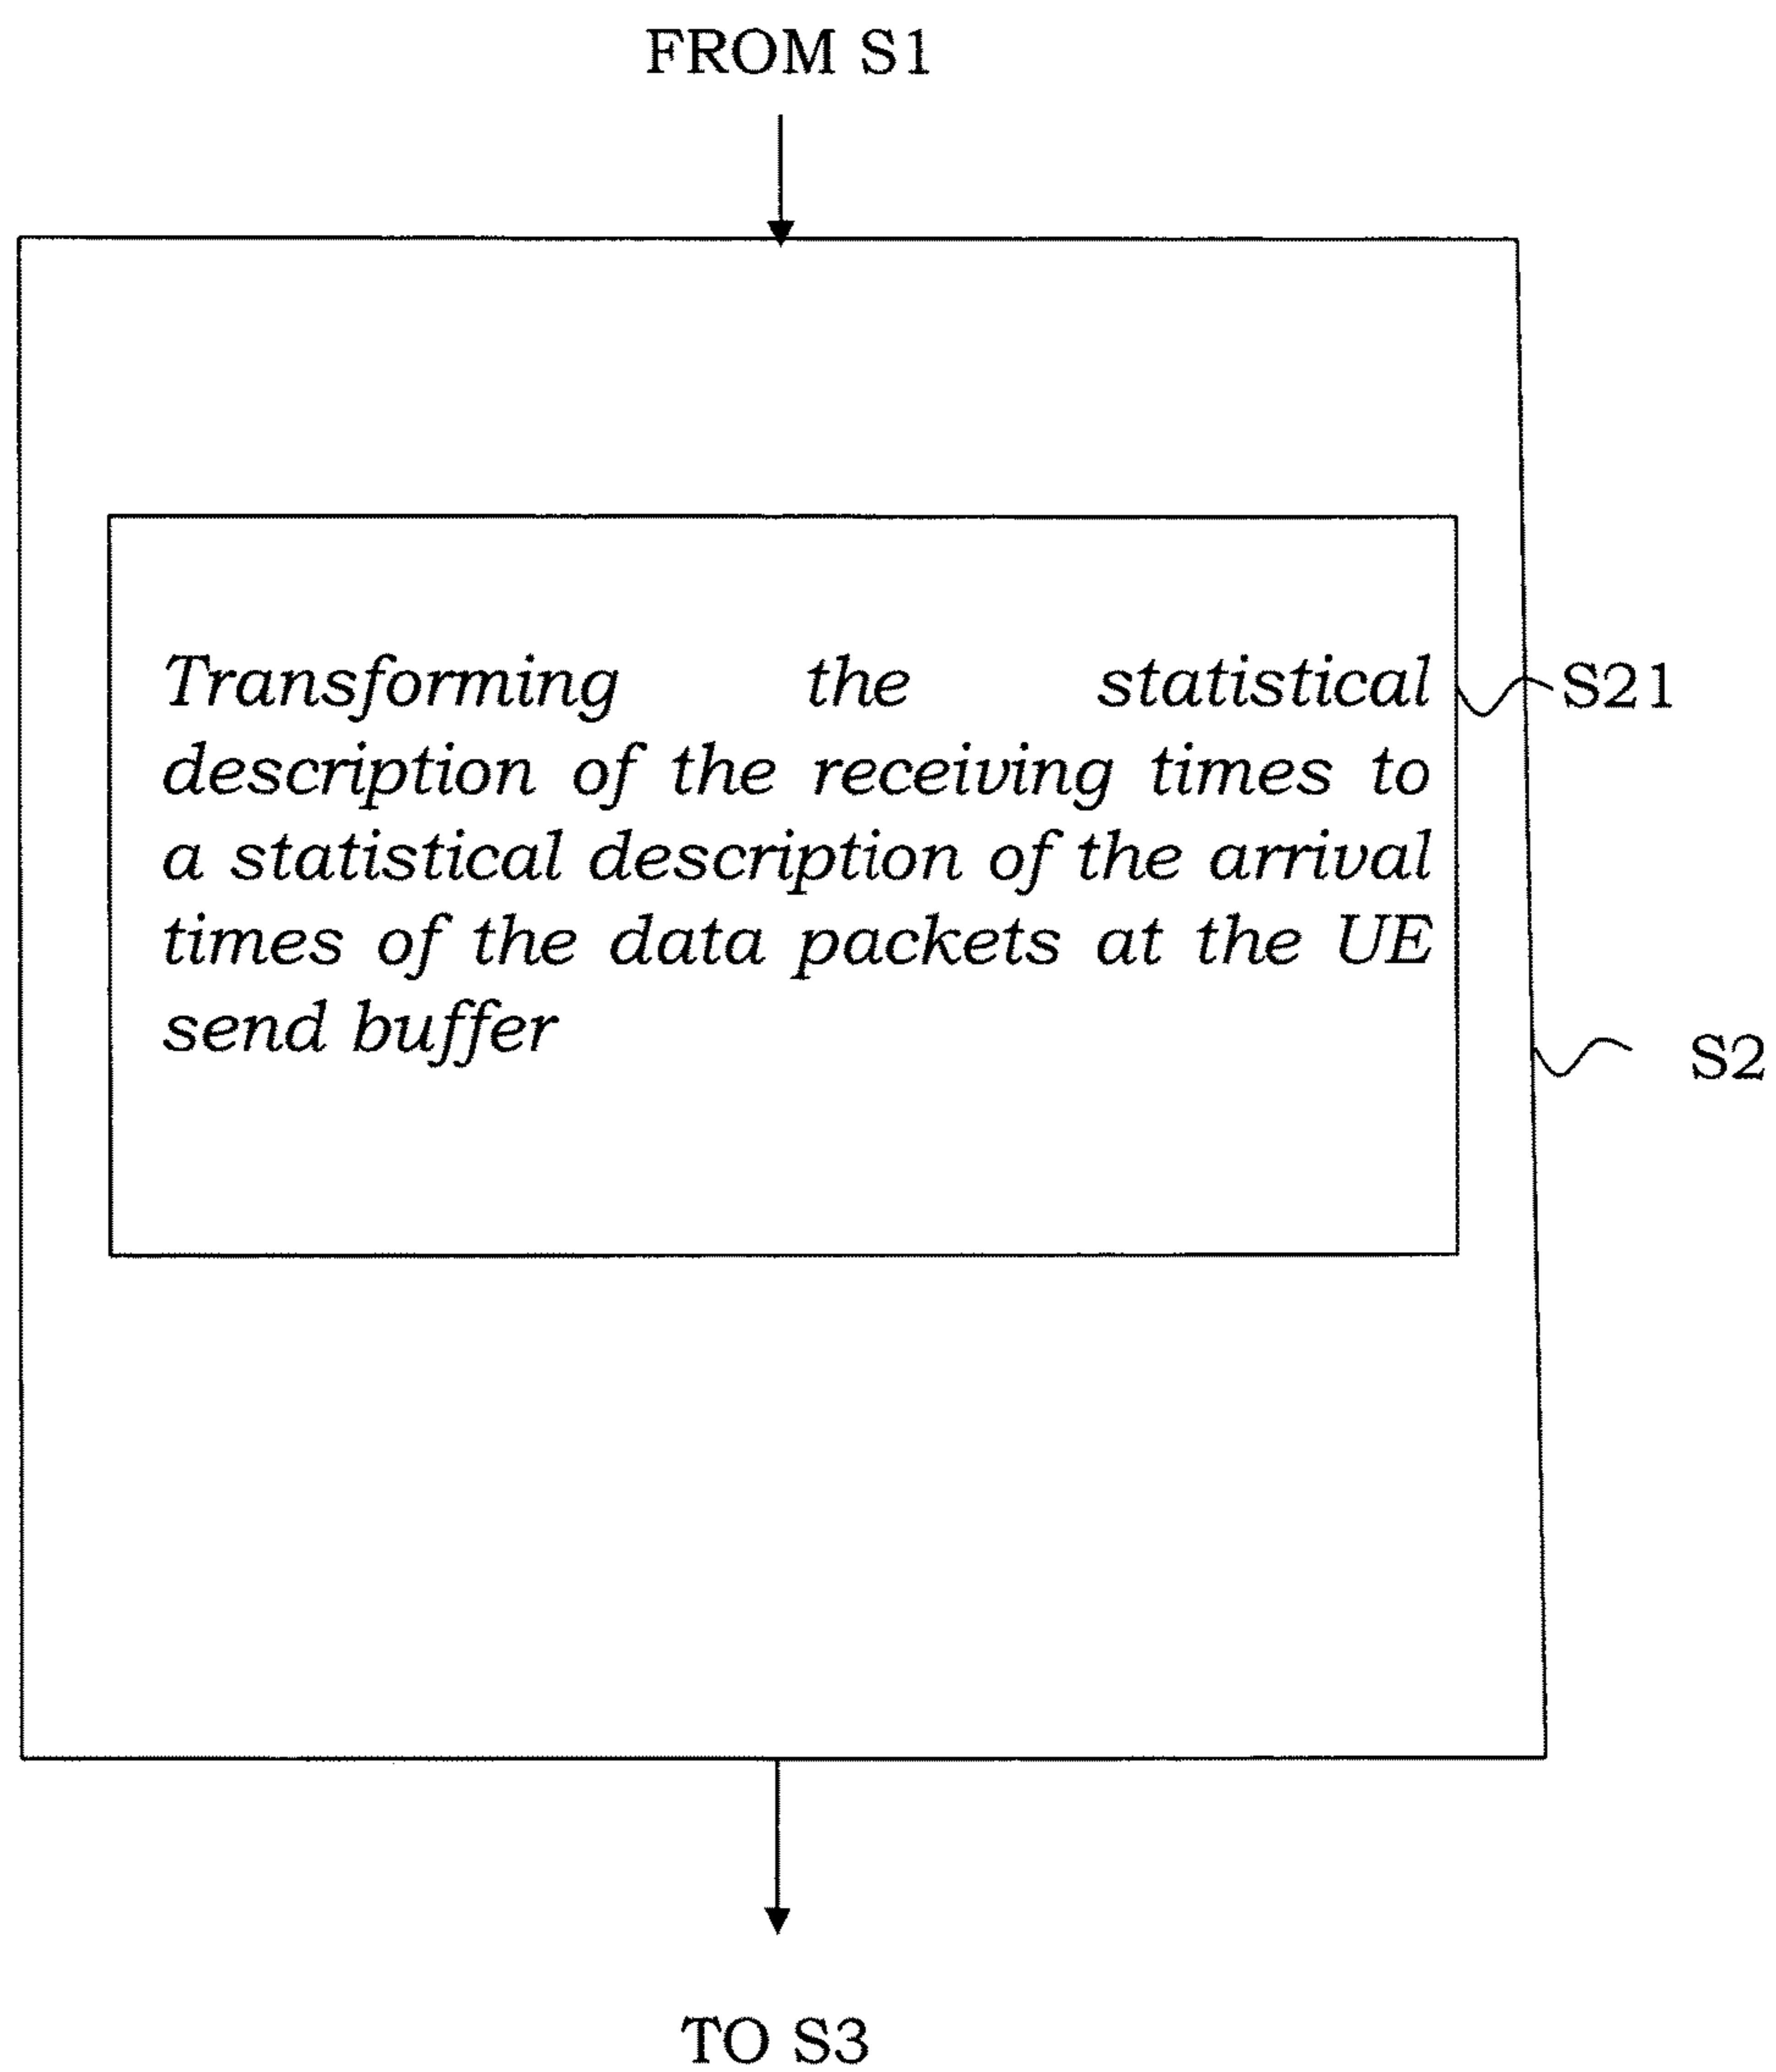 FROM S1
Transforming the statistical
S21
description of the receiving times to
a statistical description of the arrival
times of the data packets at the UE
send buffer
S2
TO S3